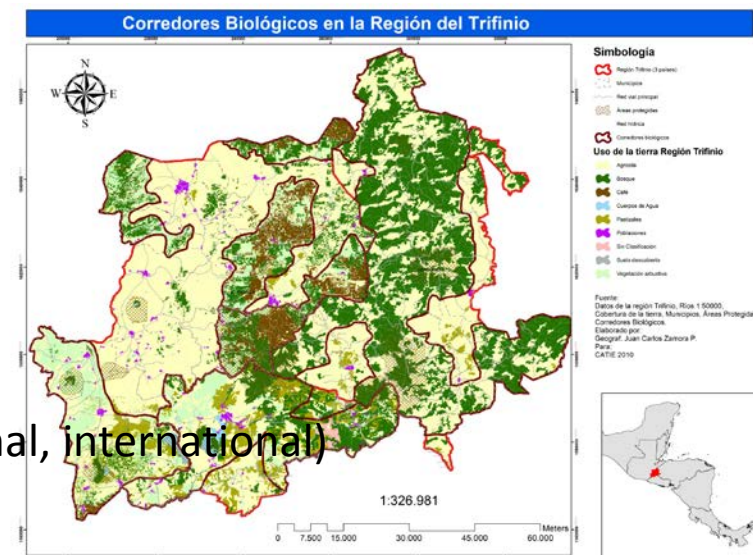 Corredores Biológicos en la Región del Trifinio
N
W
E
S
Simbología
Región Trifinio (3 países)
Municipios
Red vial principal
Áreas protegidas
Red hídrica
Corredores biológicos
Uso de la tierra Región Trifinio
Agrícola
Bosque
Café
Cuerpos de Agua
Pastizales
Poblaciones
Sin Clasificación
Suelo descubierto
Vegetación arbustiva
Fuente:
Datos de la región Trifinio, Ríos 1:50000,
Cobertura de la tierra, Municipios, Áreas Protegida
Corredores Biológicos.
Elaborado por:
Geograf. Juan Carlos Zamora P.
Para:
CATIE 2010
nal, international)
1:326.981
Meters
0 7.500 15.000 30.000 45.000 60.000